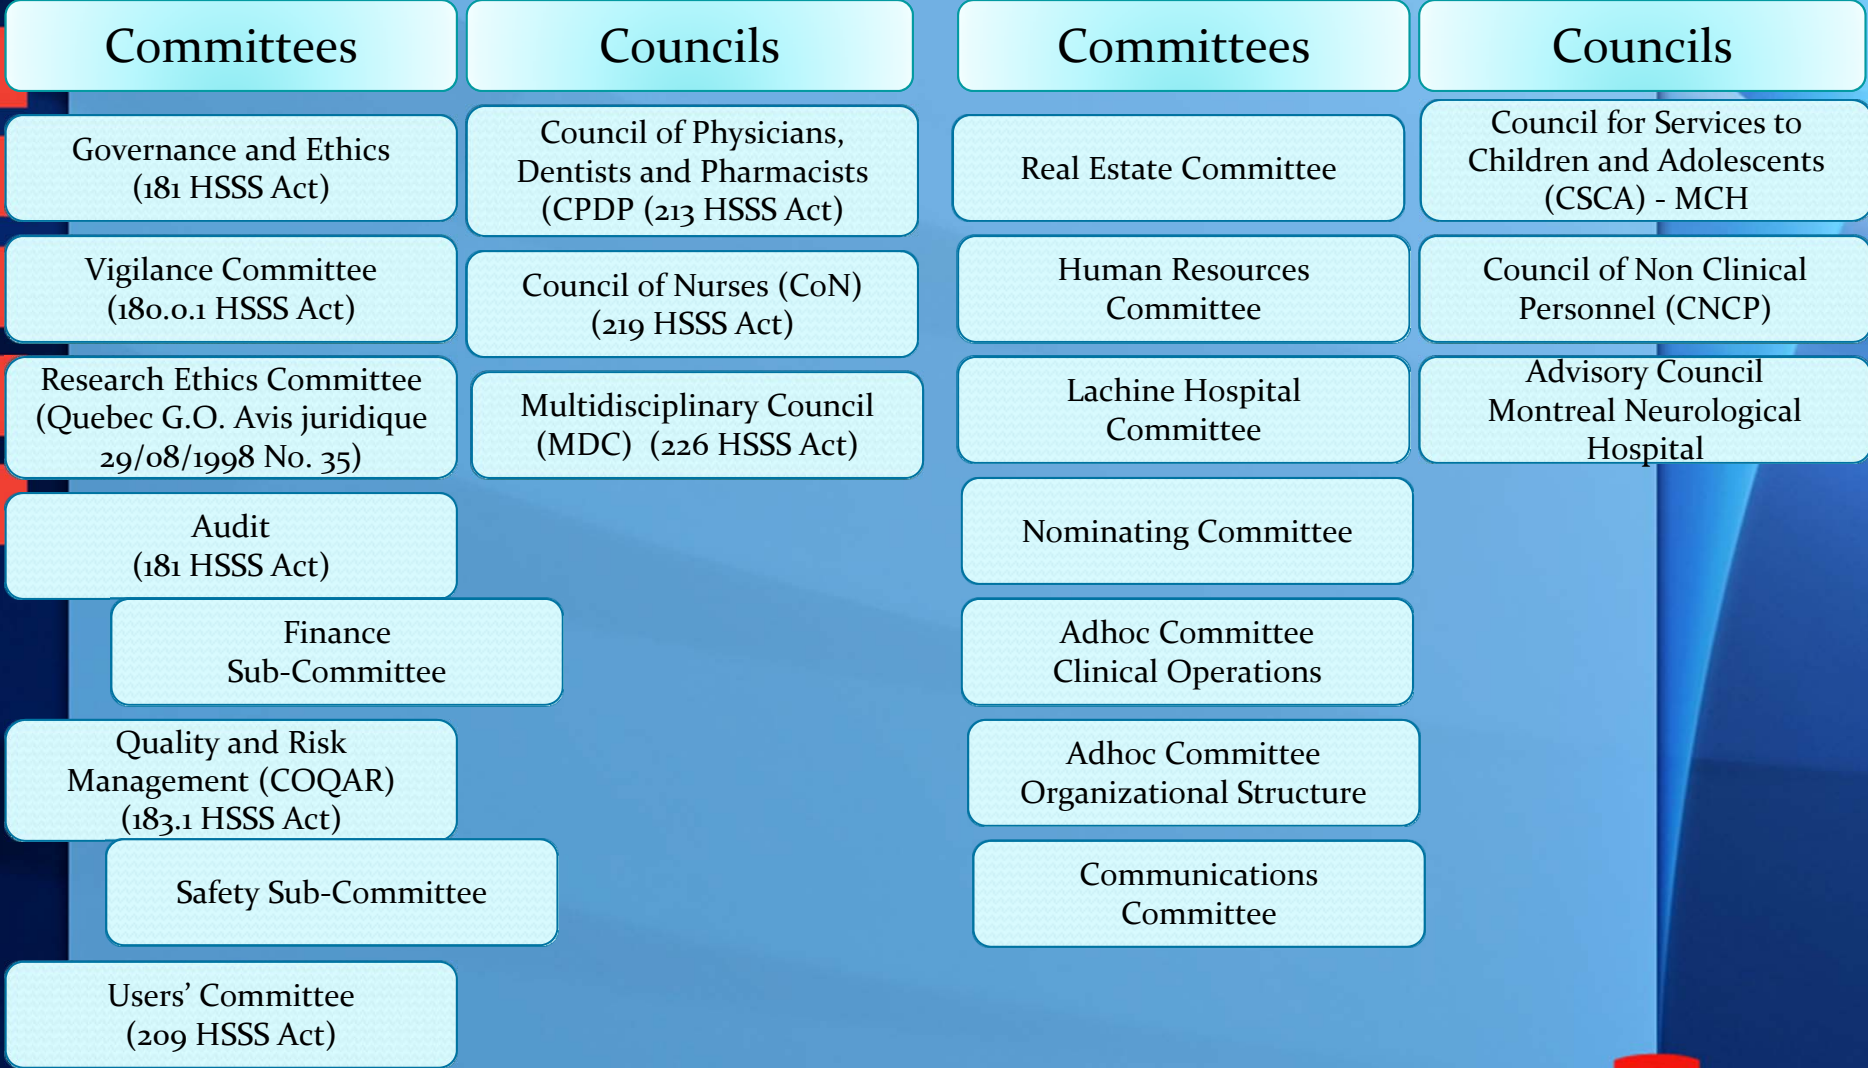 Committees
Governance and Ethics
(181 HSSS Act)
Vigilance Committee
(180.0.1 HSSS Act)
Research Ethics Committee
(Quebec G.O. Avis juridique
29/08/1998 No. 35)
Audit
(181 HSSS Act)
Finance
Sub-Committee
Quality and Risk
Management (COQAR)
(183.1 HSSS Act)
Safety Sub-Committee
Users’ Committee
(209 HSSS Act)
Councils
Council of Physicians,
Dentists and Pharmacists
(CPDP (213 HSSS Act)
Council of Nurses (CoN)
(219 HSSS Act)
Multidisciplinary Council
(MDC) (226 HSSS Act)
Committees
Real Estate Committee
Human Resources
Committee
Lachine Hospital
Committee
Nominating Committee
Adhoc Committee
Clinical Operations
Adhoc Committee
Organizational Structure
Communications
Committee
Councils
Council for Services to
Children and Adolescents
(CSCA) - MCH
Council of Non Clinical
Personnel (CNCP)
Advisory Council
Montreal Neurological
Hospital